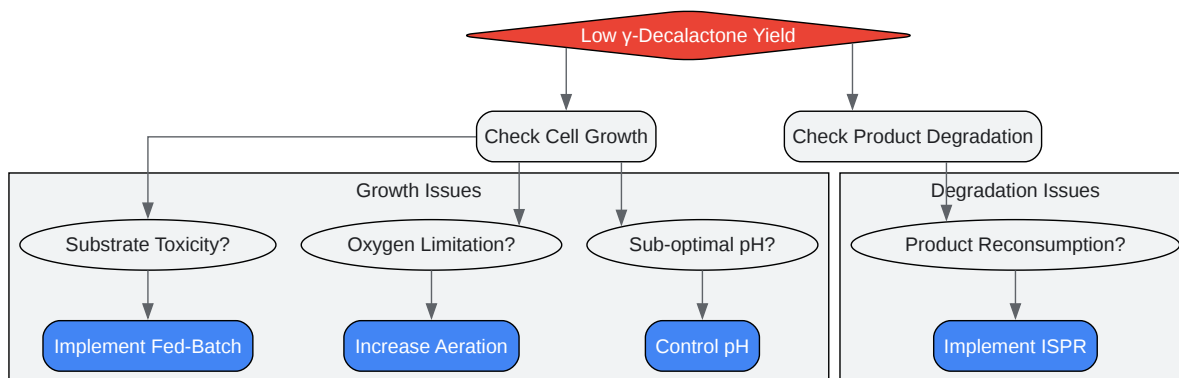 Low γ-Decalactone Yield
Check Cell Growth
Check Product Degradation
Growth Issues
Degradation Issues
Substrate Toxicity?
Oxygen Limitation?
Sub-optimal pH?
Product Reconsumption?
Implement Fed-Batch
Increase Aeration
Control pH
Implement ISPR